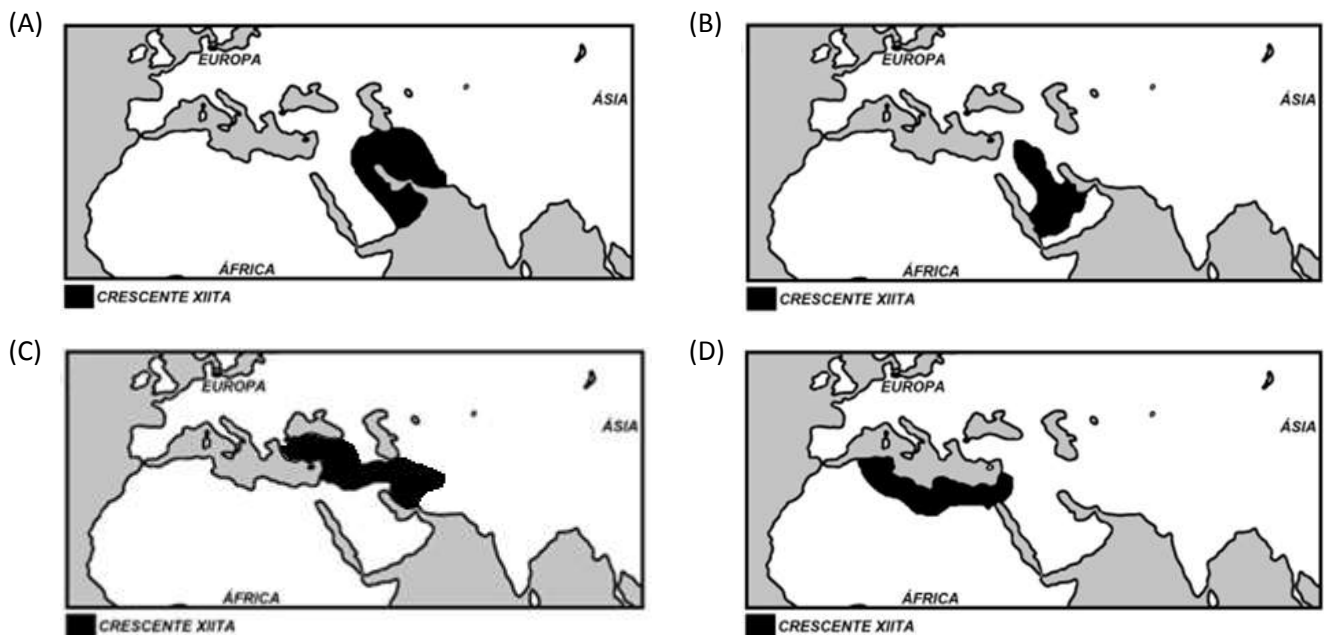 (A)
EUROPA
ÁSIA
ÁFRICA
CRESCENTE XIITA
(B)
EUROPA
ÁSIA
ÁFRICA
CRESCENTE XIITA
(C)
EUROPA
ÁSIA
ÁFRICA
CRESCENTE XIITA
(D)
EUROPA
ÁSIA
ÁFRICA
CRESCENTE XIITA